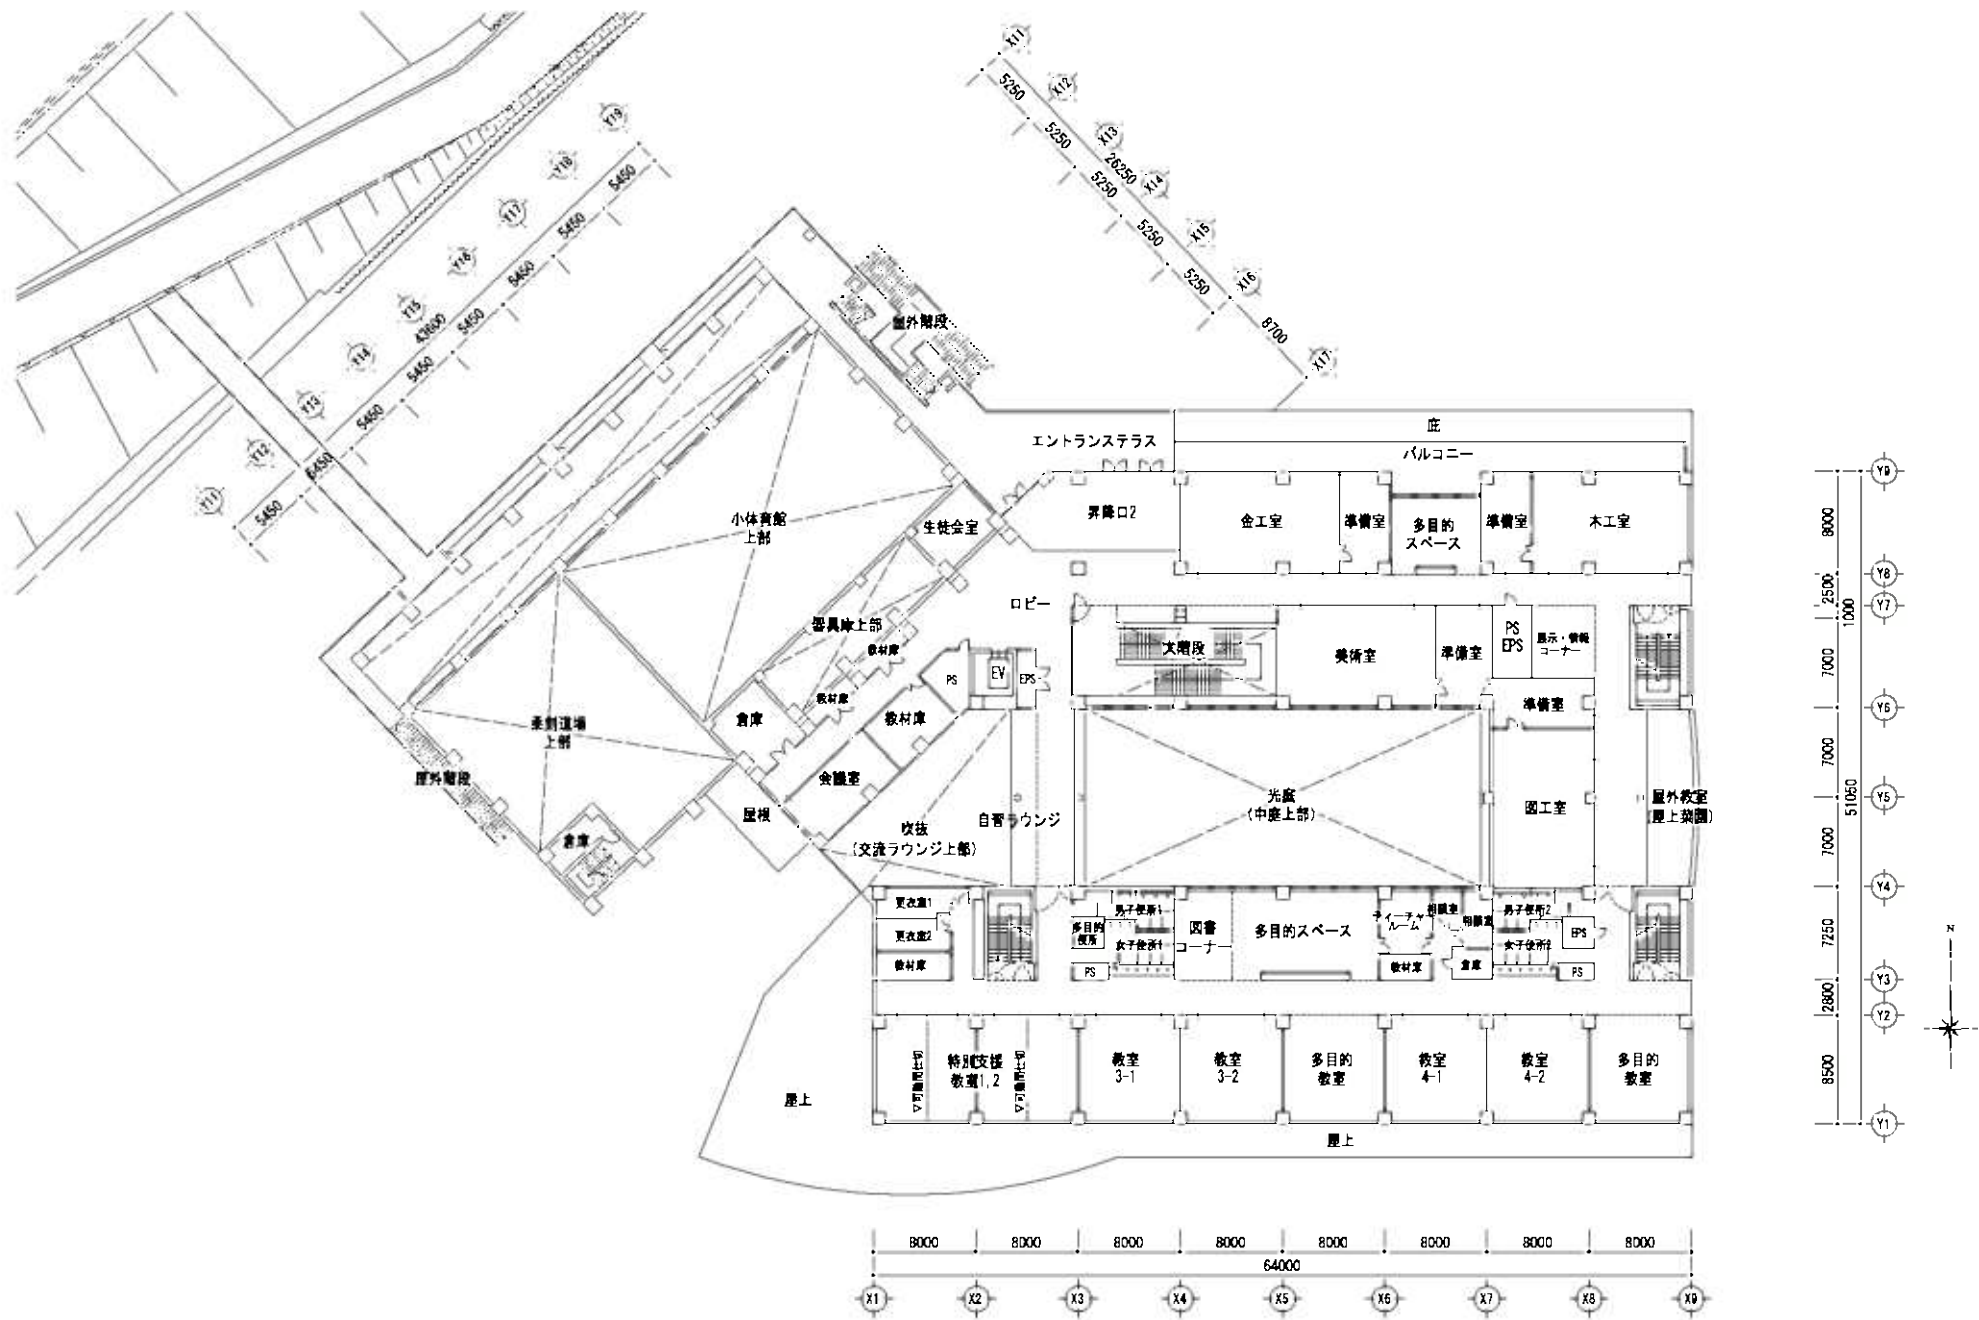 X11
X12
X13
X14
X15
X16
X17
5250
5250
5250
5250
5250
26250
8700
Y19
Y18
Y17
Y16
Y15
Y14
Y13
Y12
Y11
5450
5450
5450
5450
5450
5450
5450
5450
43600
屋外階段
エントランステラス
庇
バルコニー
昇降口2
金工室
準備室
多目的
スペース
準備室
木工室
小体育館
上部
生徒会室
ロビー
器具庫上部
教材庫
教材庫
大階段
美術室
準備室
PS
EPS
展示・情報
コーナー
準備室
PS
EV
EPS
倉庫
教材庫
柔剣道場
上部
屋外階段
会議室
屋根
倉庫
吹抜
(交流ラウンジ上部)
自習ラウンジ
光庭
(中庭上部)
図工室
屋外教室
(屋上菜園)
更衣室1
更衣室2
教材庫
多目的
便所
男子便所1
女子便所1
PS
図書
コーナー
多目的スペース
ティーチャー
ルーム
相談室
相談室
教材庫
倉庫
男子便所2
女子便所2
EPS
PS
特別支援
教室1,2
▽可動間仕切
▽可動間仕切
教室
3-1
教室
3-2
多目的
教室
教室
4-1
教室
4-2
多目的
教室
屋上
屋上
Y9
Y8
Y7
Y6
Y5
Y4
Y3
Y2
Y1
8000
2500
1000
7000
7000
7000
7250
2800
8500
51050
N
8000
8000
8000
8000
8000
8000
8000
8000
64000
X1
X2
X3
X4
X5
X6
X7
X8
X9